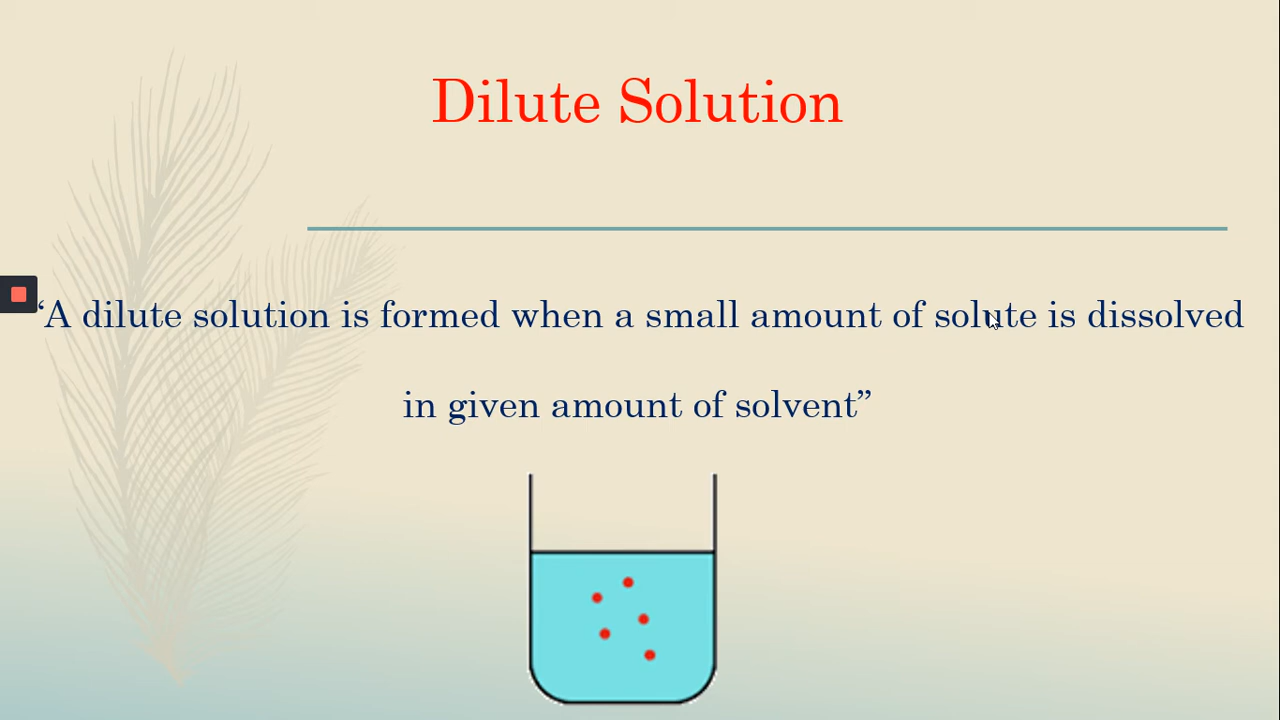 Dilute Solution
“A dilute solution is formed when a small amount of solute is dissolved
in given amount of solvent”